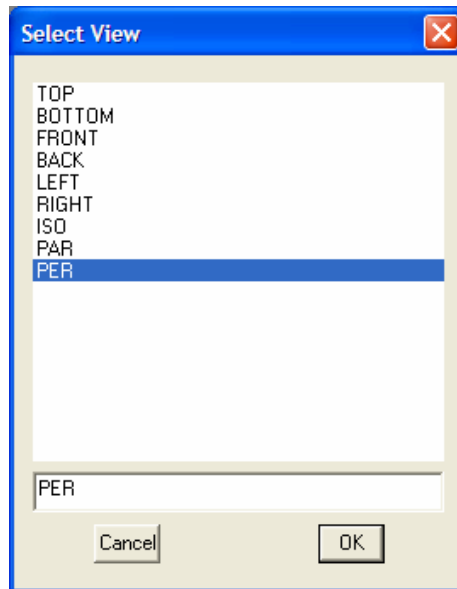 Select View
TOP
BOTTOM
FRONT
BACK
LEFT
RIGHT
ISO
PAR
PER
PER
Cancel OK